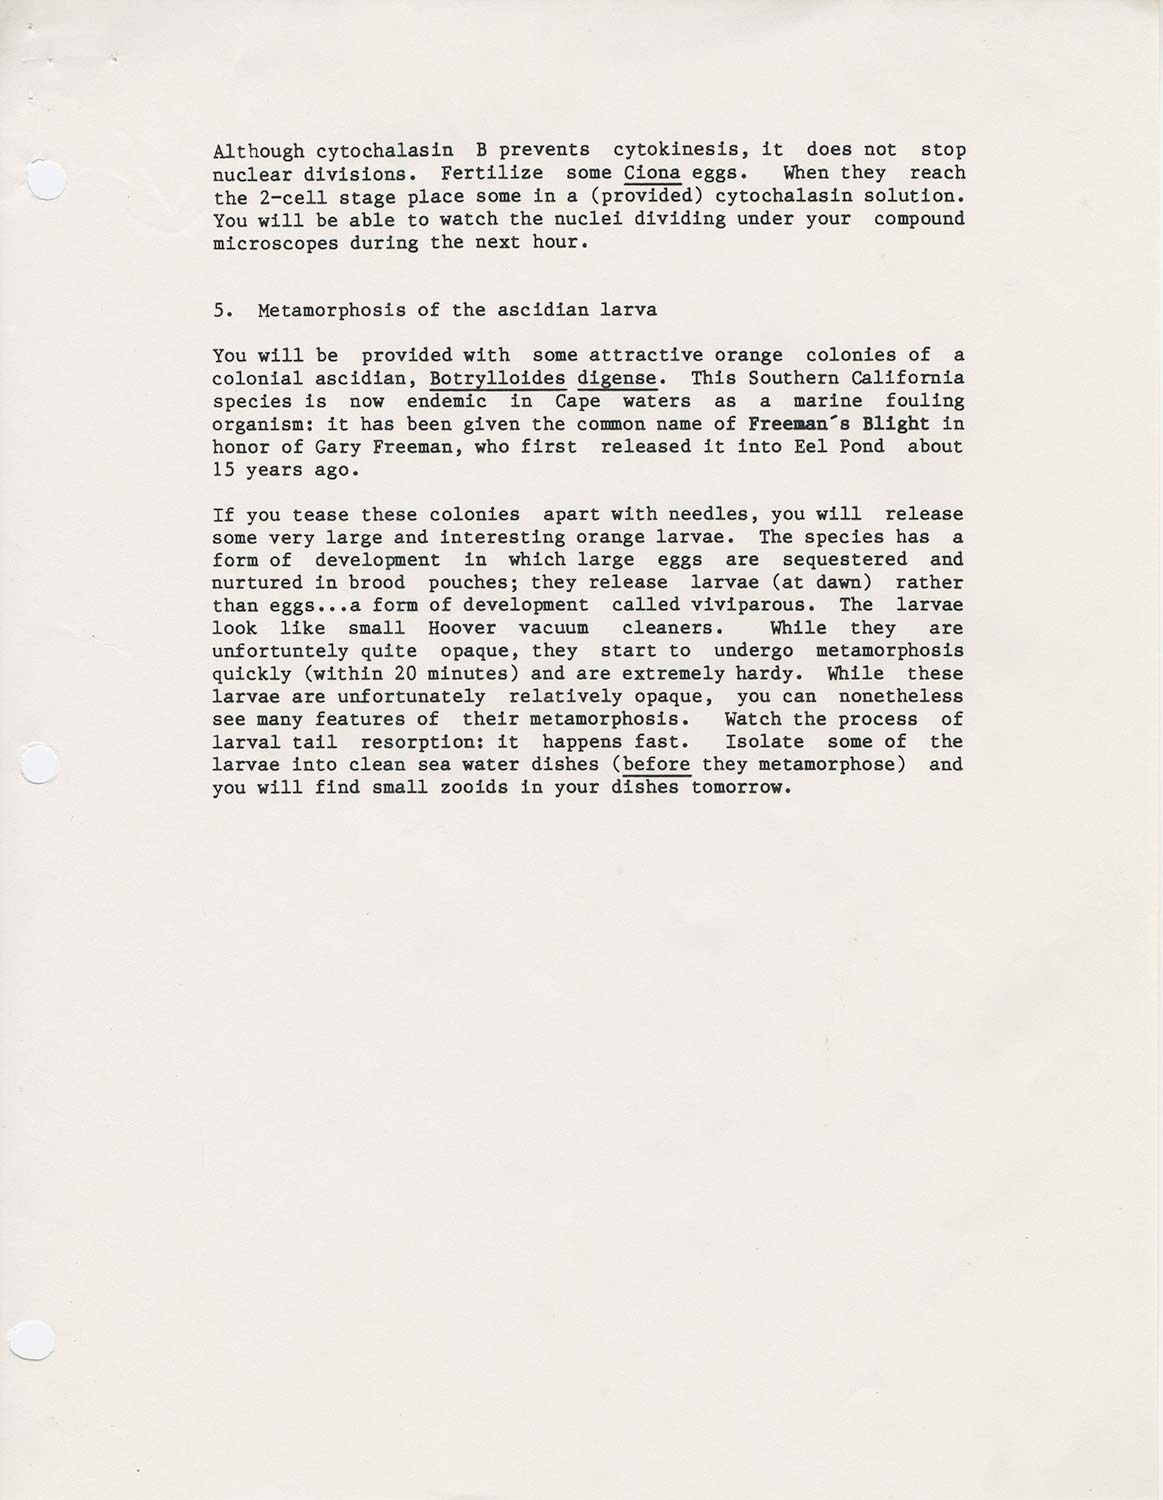 Although cytochalasin B prevents cytokinesis, it does not stop
nuclear divisions. Fertilize some Ciona eggs. When they reach
the 2-cell stage place some in a (provided) cytochalasin solution.
You will be able to watch the nuclei dividing under your compound
microscopes during the next hour.
5. Metamorphosis of the ascidian larva
You will be provided with some attractive orange colonies of a
colonial ascidian, Botrylloides digense. This Southern California
species is now endemic in Cape waters as a marine fouling
organism: it has been given the common name of Freeman's Blight in
honor of Gary Freeman, who first released it into Eel Pond about
15 years ago.
If you tease these colonies apart with needles, you will release
some very large and interesting orange larvae. The species has a
form of development in which large eggs are sequestered and
nurtured in brood pouches; they release larvae (at dawn) rather
than eggs...a form of development called viviparous. The larvae
look like small Hoover vacuum cleaners. While they are
unfortuntely quite opaque, they start to undergo metamorphosis
quickly (within 20 minutes) and are extremely hardy. While these
larvae are unfortunately relatively opaque, you can nonetheless
see many features of their metamorphosis. Watch the process of
larval tail resorption: it happens fast. Isolate some of the
larvae into clean sea water dishes (before they metamorphose) and
you will find small zooids in your dishes tomorrow.